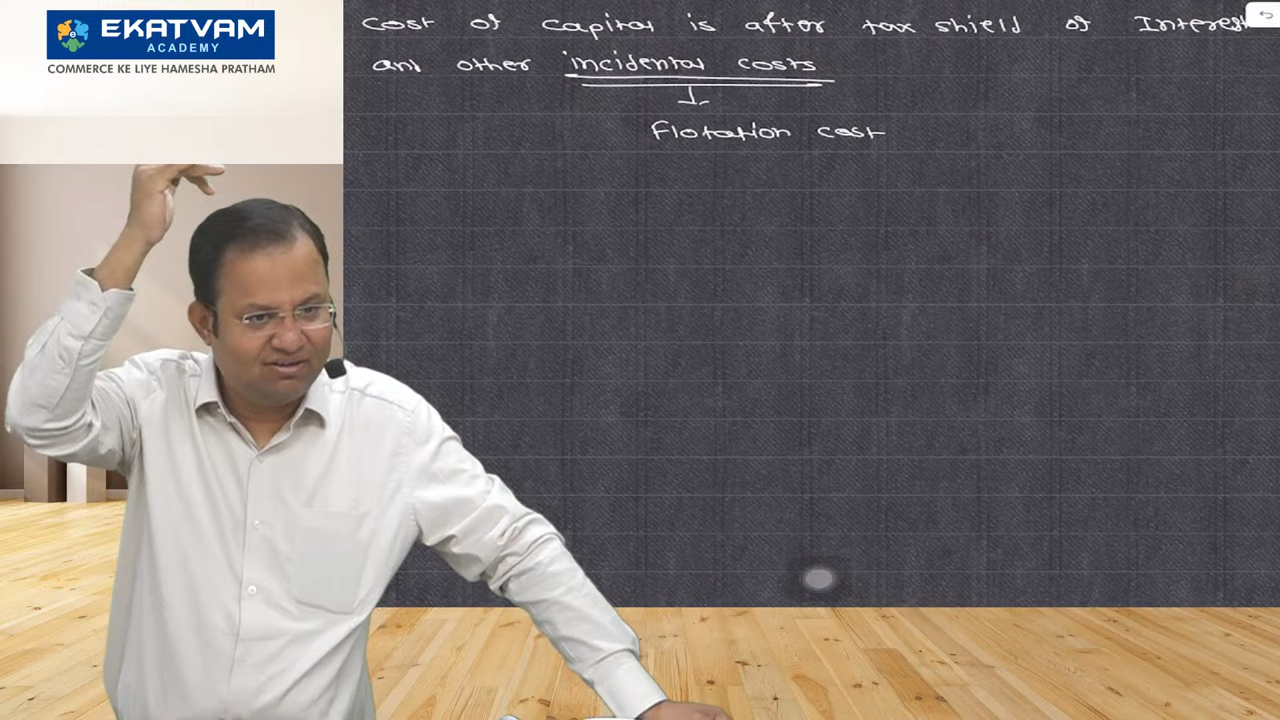 EKATVAM
ACADEMY
COMMERCE KE LIYE HAMESHA PRATHAM
Cost of Capital is after tax shield of Interest
and other incidental costs
Flotation cost